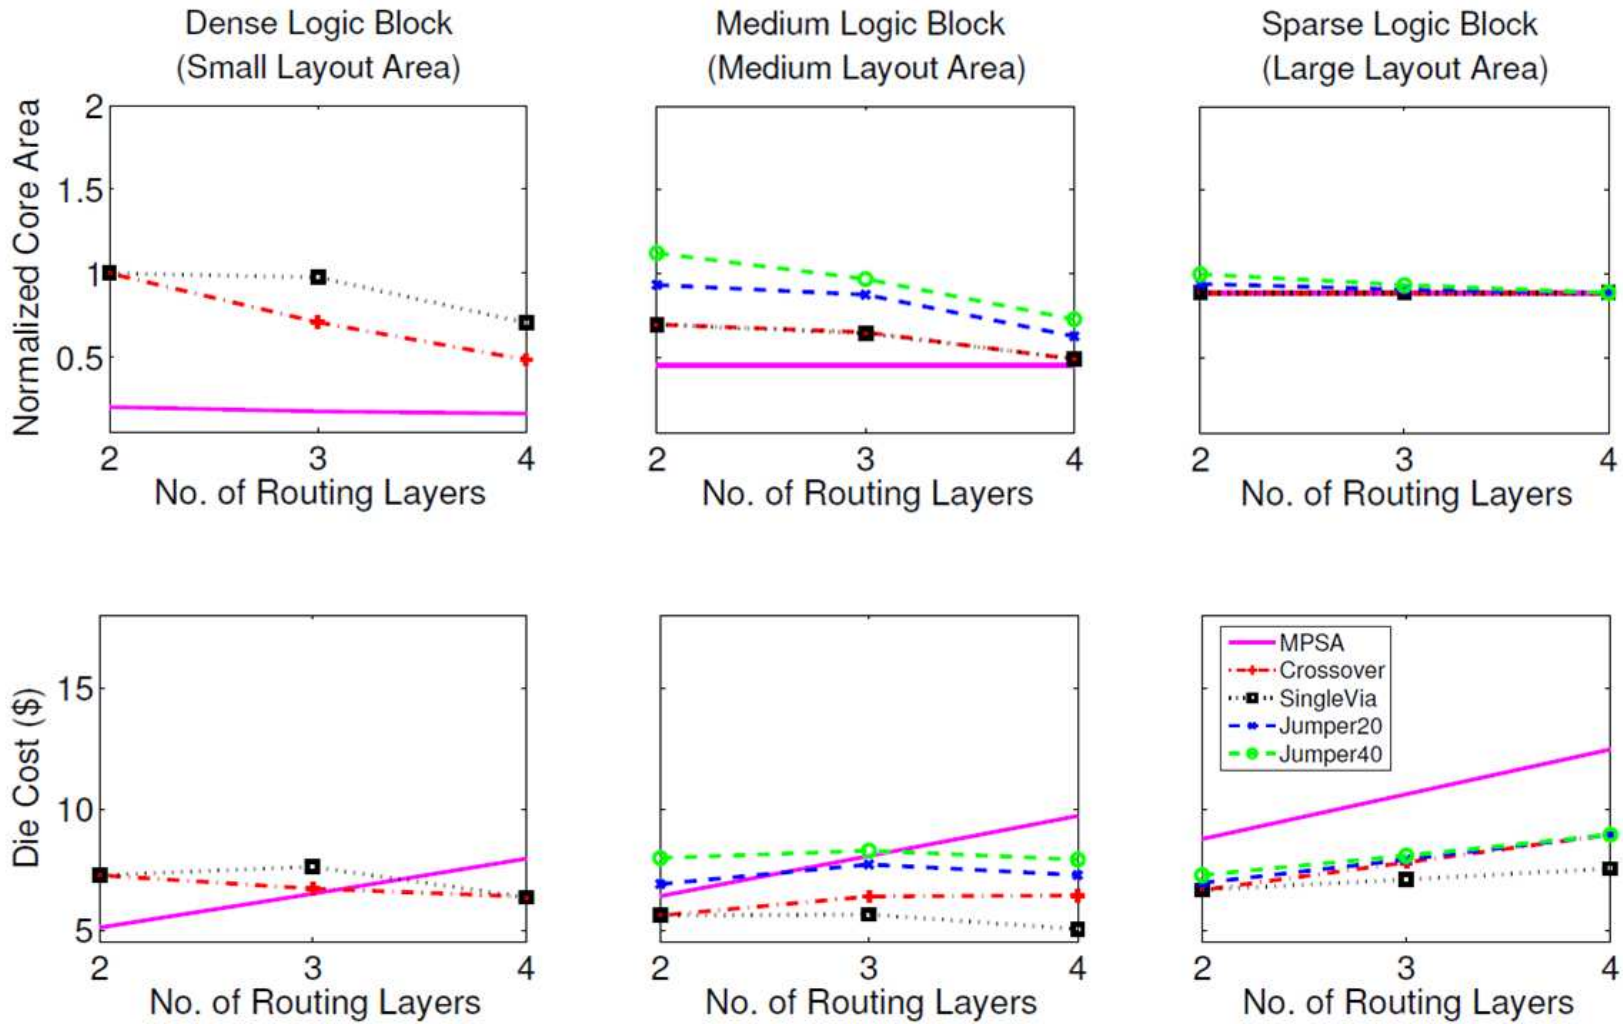 Dense Logic Block
(Small Layout Area)
Medium Logic Block
(Medium Layout Area)
Sparse Logic Block
(Large Layout Area)
Normalized Core Area
2
1.5
1
0.5
2 3 4
No. of Routing Layers
2 3 4
No. of Routing Layers
2 3 4
No. of Routing Layers
Die Cost ($)
15
10
5
2 3 4
No. of Routing Layers
2 3 4
No. of Routing Layers
MPSA
Crossover
SingleVia
Jumper20
Jumper40
2 3 4
No. of Routing Layers